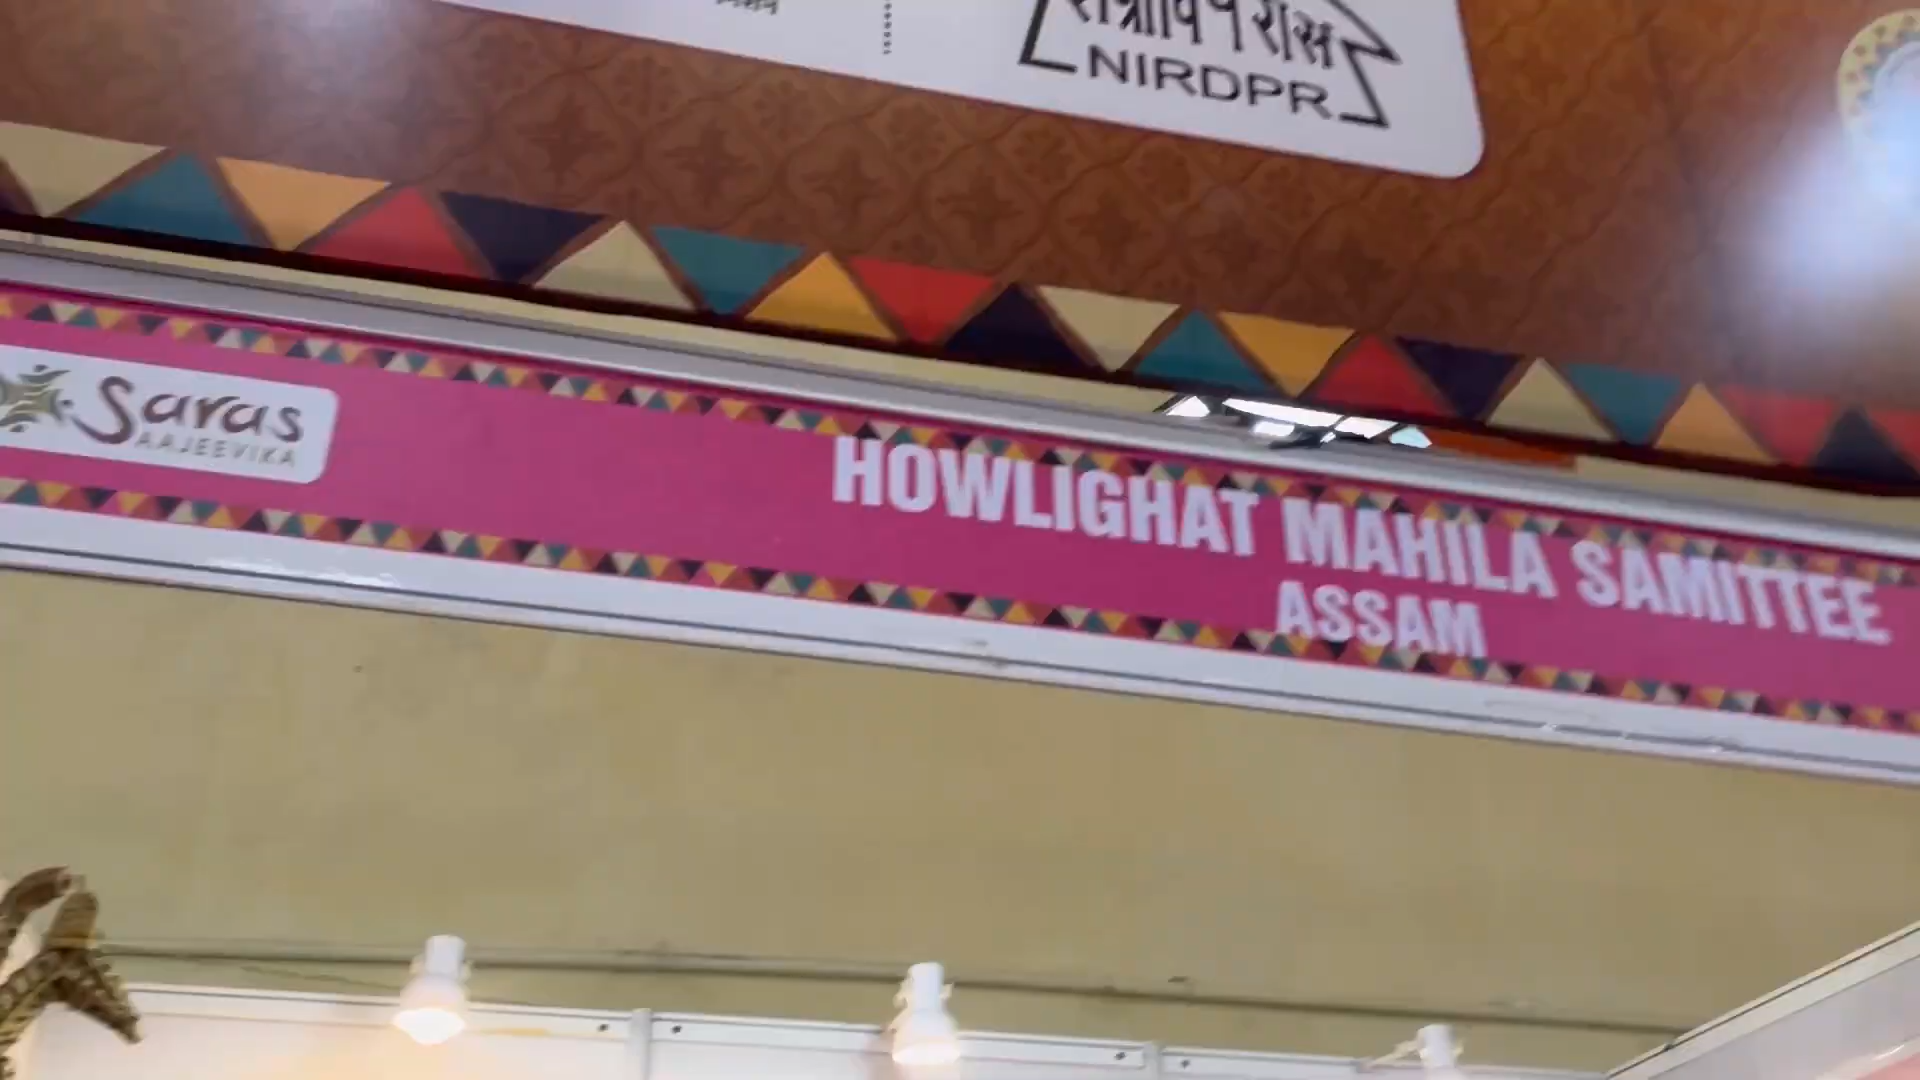 NIRDPR
Saras
AAJEEVIKA
HOWLIGHAT MAHILA SAMITTEE
ASSAM